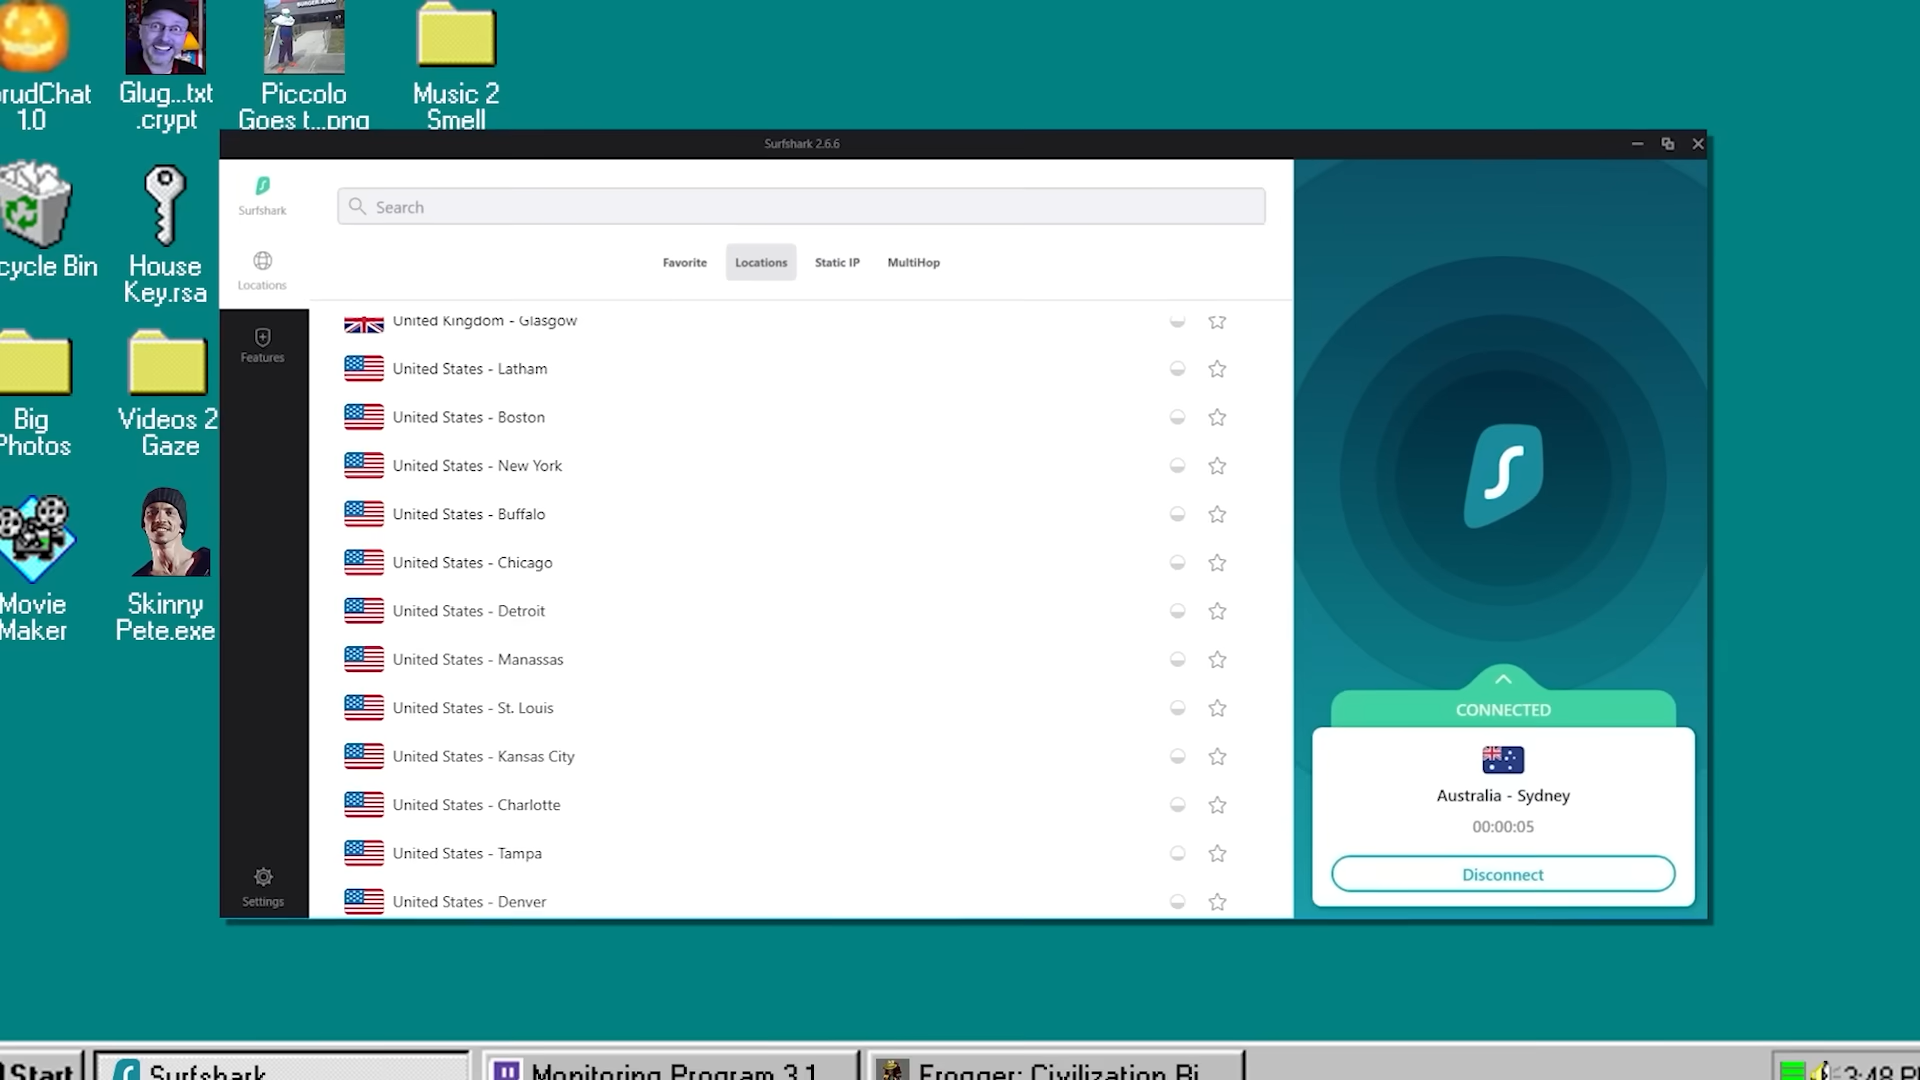 rudChat
1.0
Glug...txt
.crypt
Piccolo
Goes t...png
Music 2
Smell
cycle Bin
House
Key.rsa
Big
Photos
Videos 2
Gaze
Movie
Maker
Skinny
Pete.exe
Surfshark 2.6.6
Surfshark
Locations
Features
Settings
Search
Favorite
Locations
Static IP
MultiHop
United Kingdom - Glasgow
United States - Latham
United States - Boston
United States - New York
United States - Buffalo
United States - Chicago
United States - Detroit
United States - Manassas
United States - St. Louis
United States - Kansas City
United States - Charlotte
United States - Tampa
United States - Denver
CONNECTED
Australia - Sydney
00:00:05
Disconnect
Start
Surfshark
Monitoring Program 3.1
Frogger: Civilization Bi
3:48 P